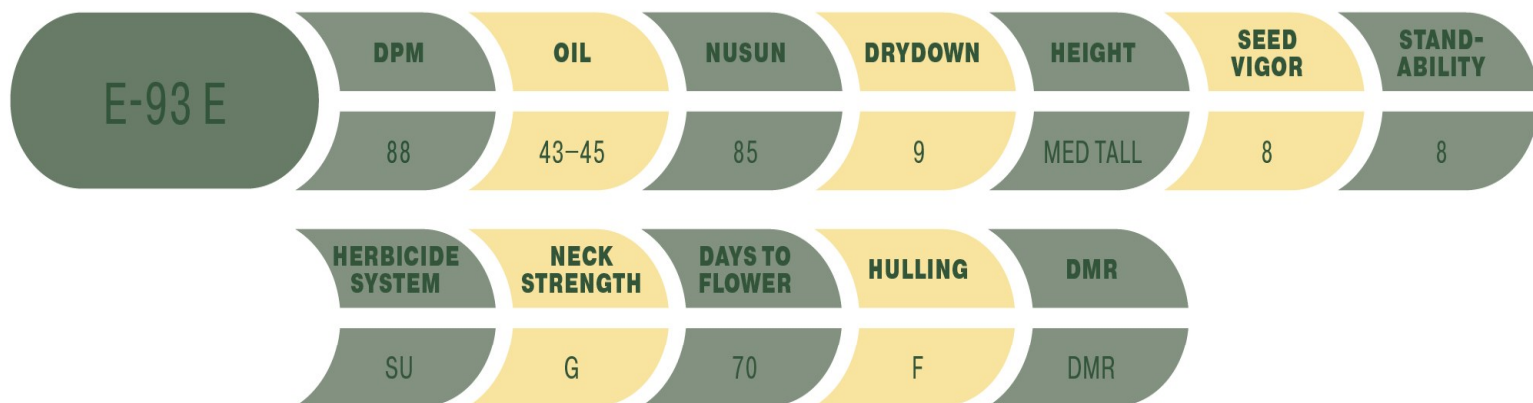 E-93 E
DPM OIL NUSUN DRYDOWN HEIGHT SEED VIGOR STAND-ABILITY
88 43–45 85 9 MED TALL 8 8
HERBICIDE SYSTEM NECK STRENGTH DAYS TO FLOWER HULLING DMR
SU G 70 F DMR